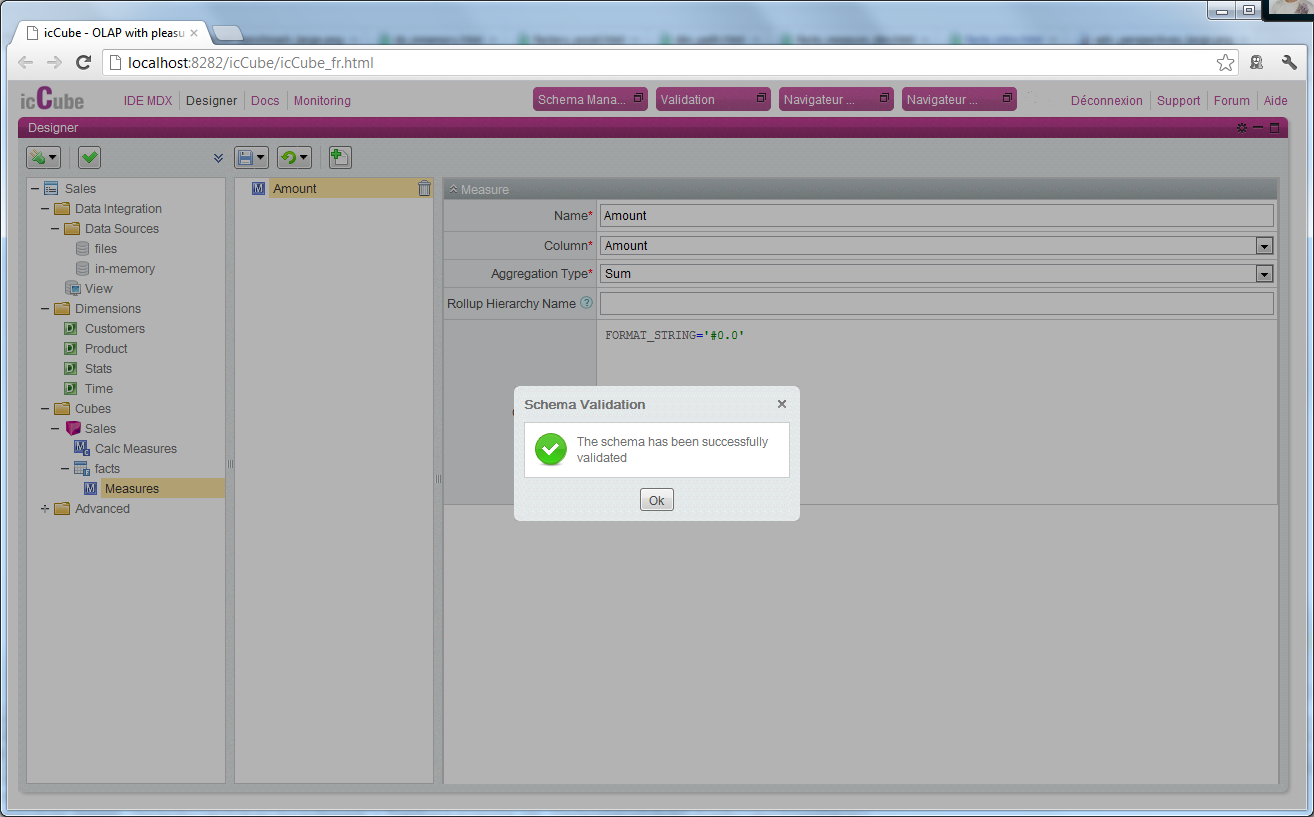 icCube - OLAP with pleasu
localhost:8282/icCube/icCube_fr.html
icCube
IDE MDX Designer Docs Monitoring
Schema Mana... Validation Navigateur ... Navigateur ...
Déconnexion Support Forum Aide
Designer
Sales
Data Integration
Data Sources
files
in-memory
View
Dimensions
Customers
Product
Stats
Time
Cubes
Sales
Calc Measures
facts
Measures
Advanced
Amount
Measure
Name* Amount
Column* Amount
Aggregation Type* Sum
Rollup Hierarchy Name ?
FORMAT_STRING='#0.0'
Schema Validation
The schema has been successfully
validated
Ok